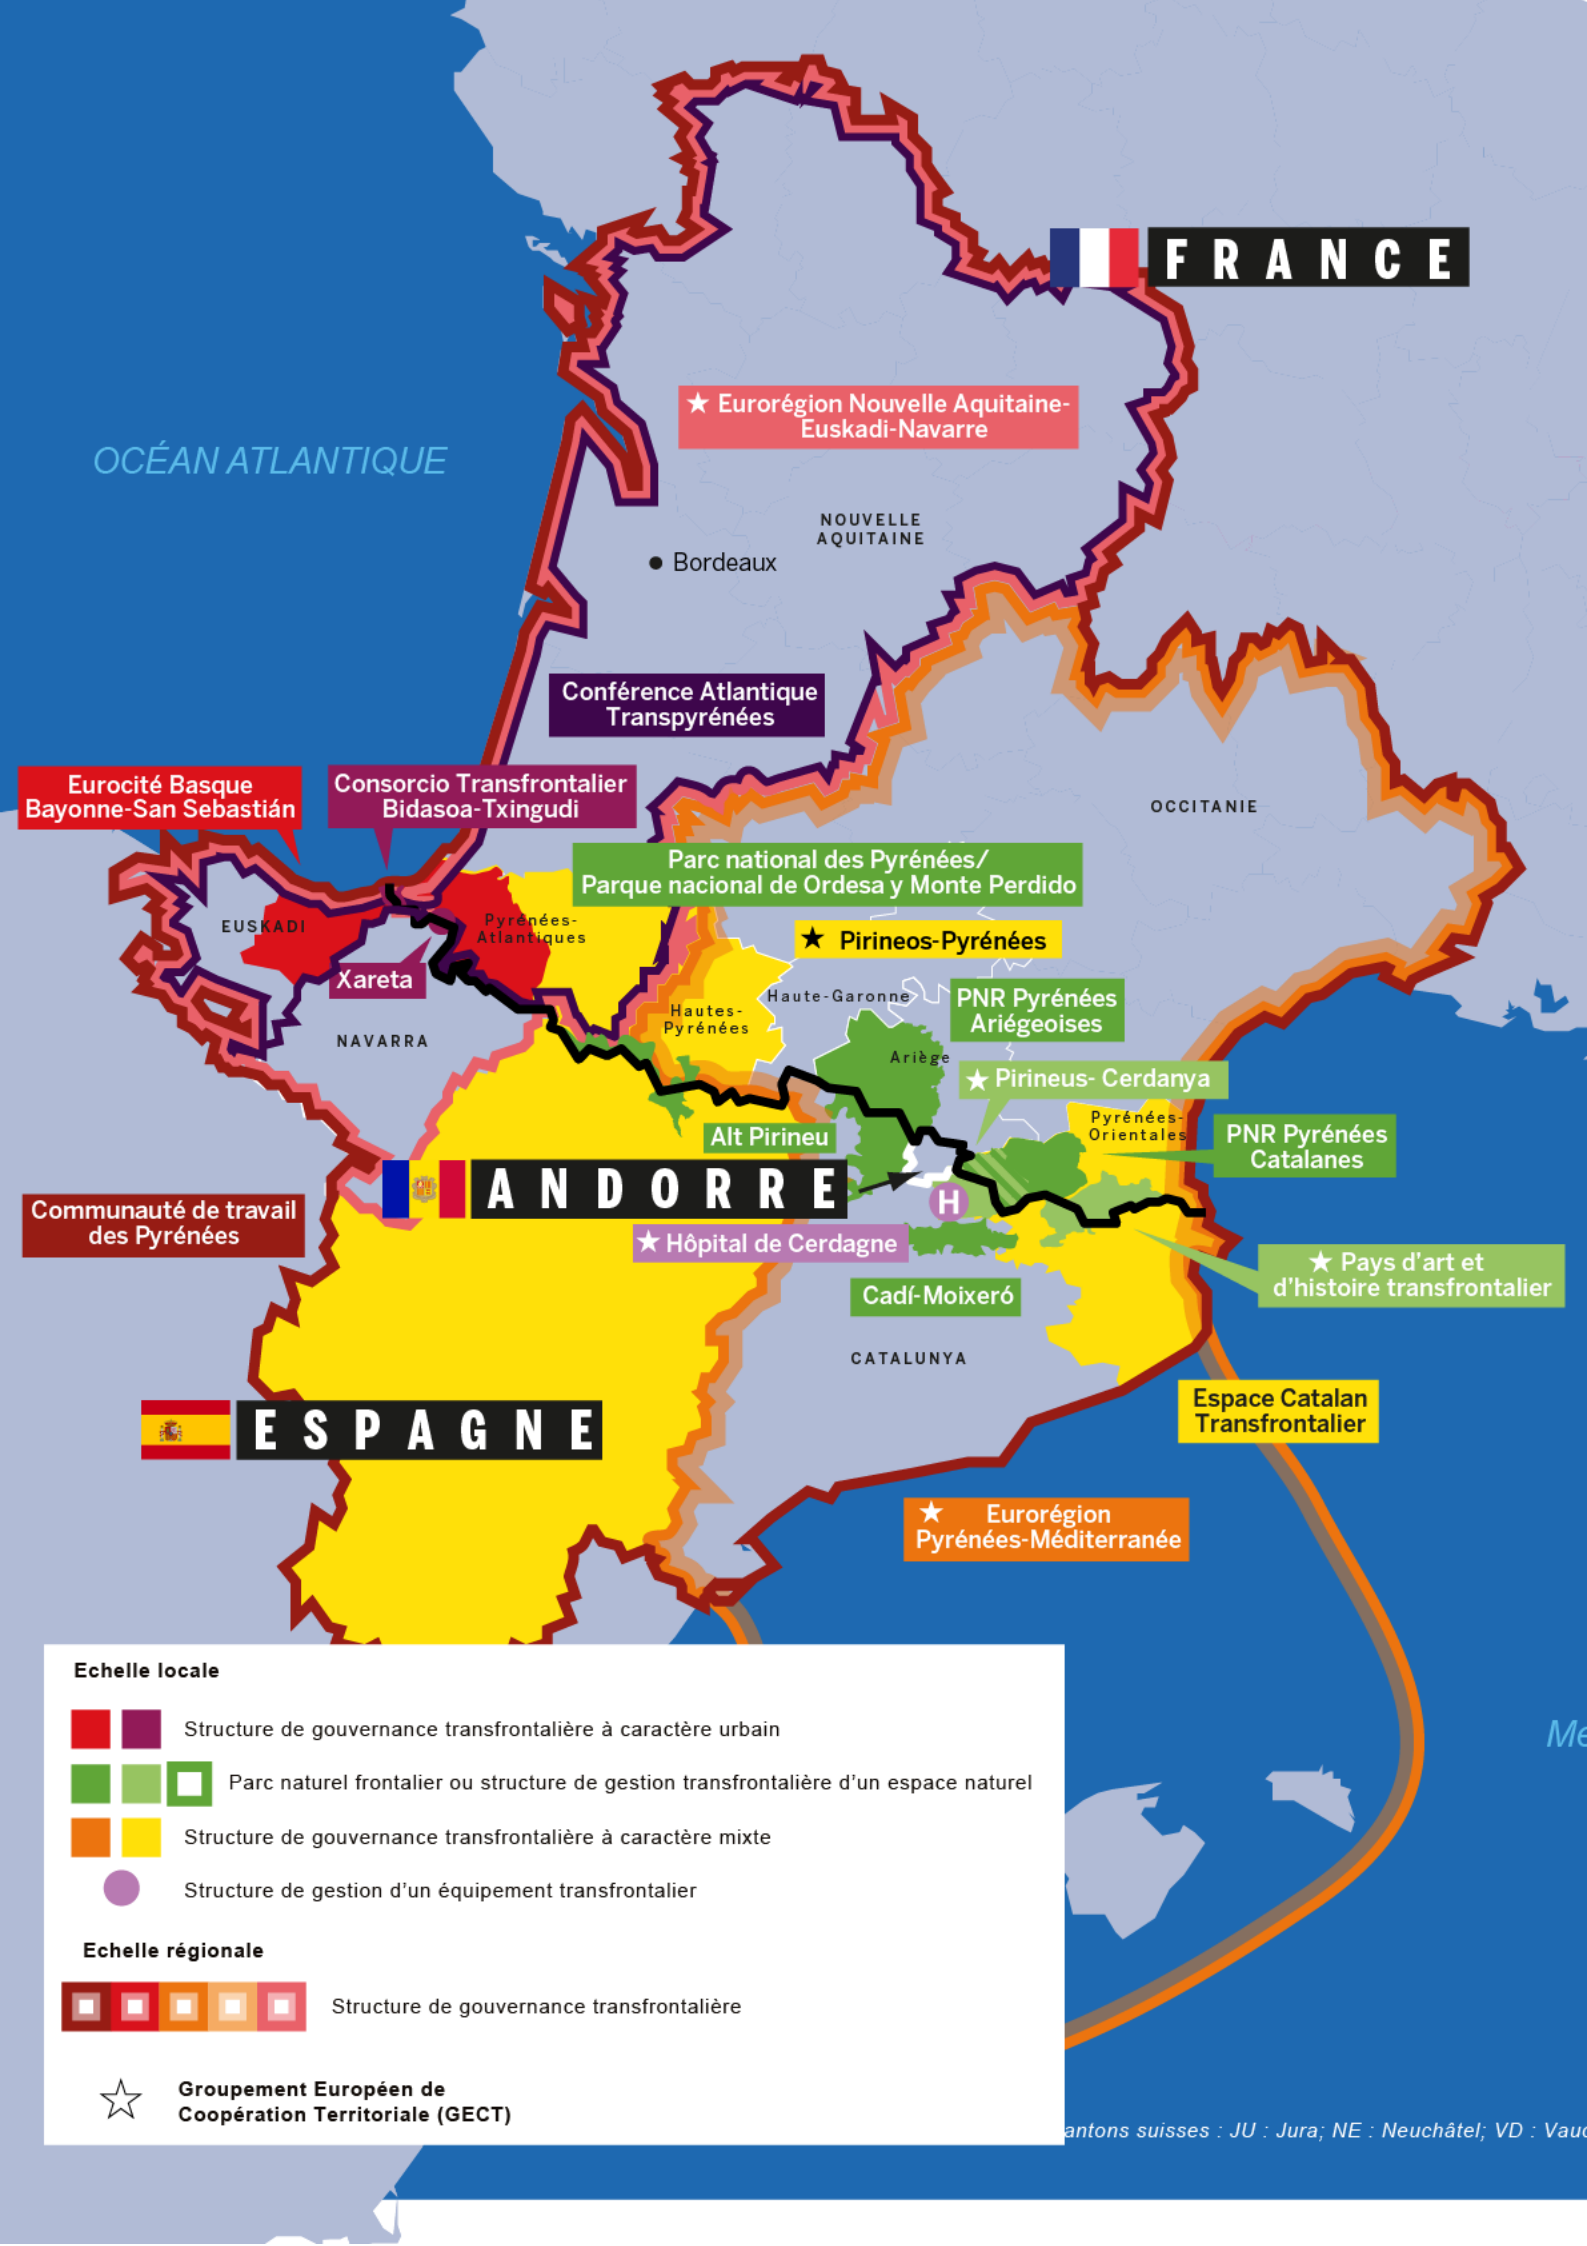 FRANCE
★ Eurorégion Nouvelle Aquitaine-
Euskadi-Navarre
OCÉAN ATLANTIQUE
NOUVELLE
AQUITAINE
Bordeaux
Conférence Atlantique
Transpyrénées
Eurocité Basque
Bayonne-San Sebastián
Consorcio Transfrontalier
Bidasoa-Txingudi
OCCITANIE
Parc national des Pyrénées/
Parque nacional de Ordesa y Monte Perdido
EUSKADI
Pyrénées-
Atlantiques
★ Pirineos-Pyrénées
Xareta
Haute-Garonne
PNR Pyrénées
Ariégeoises
Hautes-
Pyrénées
NAVARRA
Ariège
★ Pirineus- Cerdanya
Pyrénées-
Orientales
Alt Pirineu
PNR Pyrénées
Catalanes
ANDORRE
H
Communauté de travail
des Pyrénées
★ Hôpital de Cerdagne
★ Pays d'art et
d'histoire transfrontalier
Cadí-Moixeró
CATALUNYA
ESPAGNE
Espace Catalan
Transfrontalier
★ Eurorégion
Pyrénées-Méditerranée
Echelle locale
Structure de gouvernance transfrontalière à caractère urbain
Parc naturel frontalier ou structure de gestion transfrontalière d'un espace naturel
Structure de gouvernance transfrontalière à caractère mixte
Structure de gestion d'un équipement transfrontalier
Echelle régionale
Structure de gouvernance transfrontalière
Groupement Européen de
Coopération Territoriale (GECT)
Mé
antons suisses : JU : Jura; NE : Neuchâtel; VD : Vaud